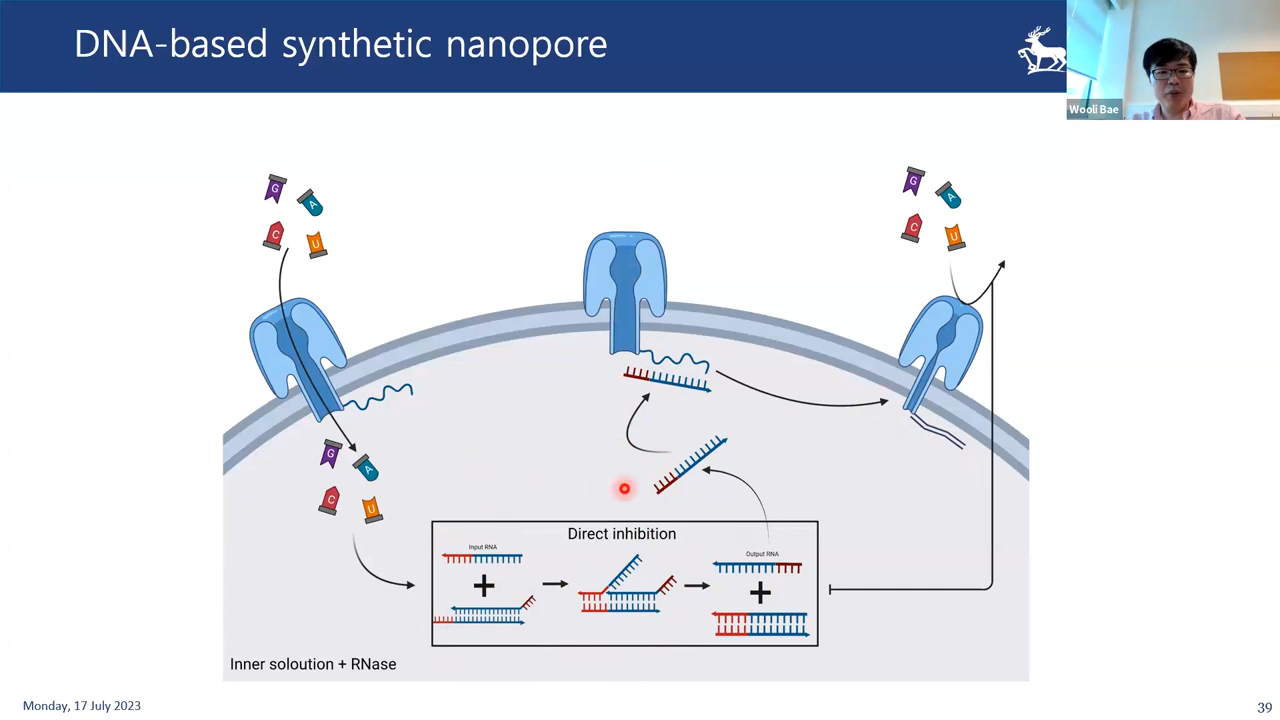 DNA-based synthetic nanopore
Wooli Bae
G
A
C
U
G
A
C
U
G
A
C
U
Direct inhibition
Input RNA
Output RNA
+
+
Inner soloution + RNase
Monday, 17 July 2023
39